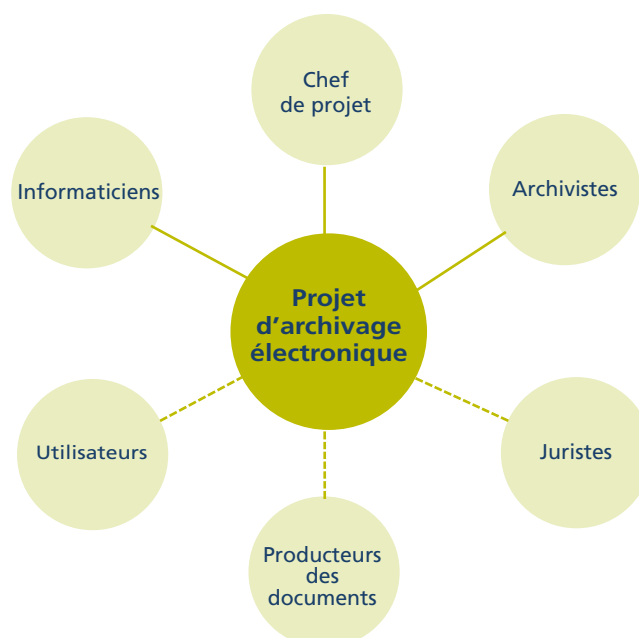 Chef
de projet
Informaticiens
Archivistes
Projet
d'archivage
électronique
Utilisateurs
Juristes
Producteurs
des
documents